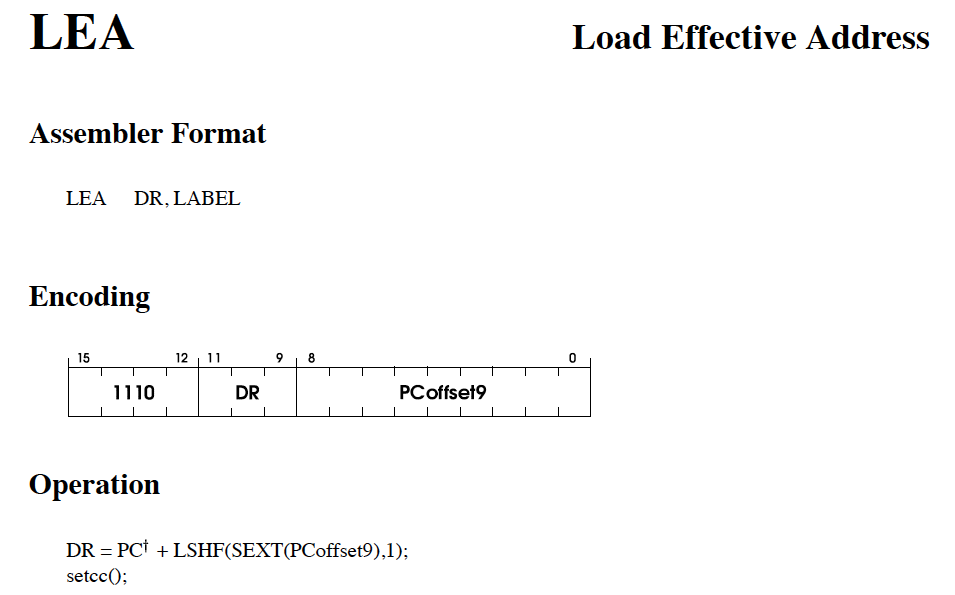 LEA Load Effective Address
Assembler Format
LEA DR, LABEL
Encoding
15 12 11 9 8 0
1110 DR PCoffset9
Operation
DR = PC† + LSHF(SEXT(PCoffset9),1);
setcc();